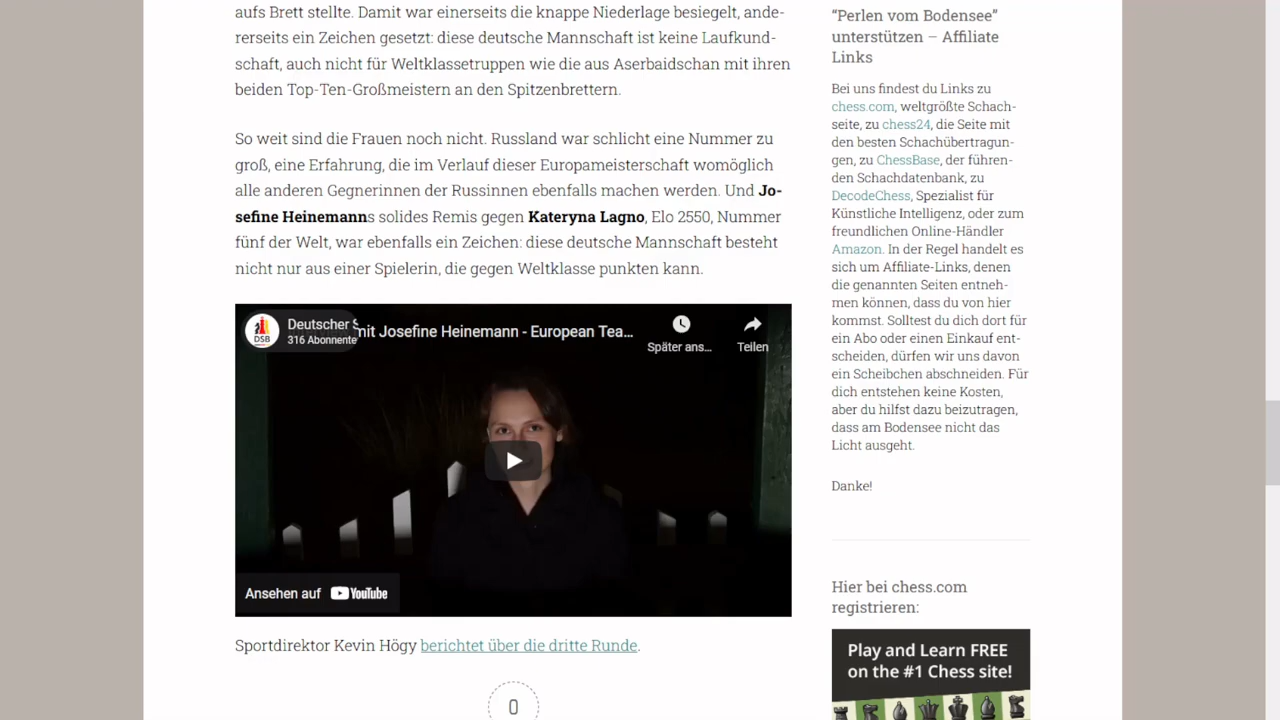 aufs Brett stellte. Damit war einerseits die knappe Niederlage besiegelt, ande-
rerseits ein Zeichen gesetzt: diese deutsche Mannschaft ist keine Laufkund-
schaft, auch nicht für Weltklassetruppen wie die aus Aserbaidschan mit ihren
beiden Top-Ten-Großmeistern an den Spitzenbrettern.
So weit sind die Frauen noch nicht. Russland war schlicht eine Nummer zu
groß, eine Erfahrung, die im Verlauf dieser Europameisterschaft womöglich
alle anderen Gegnerinnen der Russinnen ebenfalls machen werden. Und Jo-
sefine Heinemanns solides Remis gegen Kateryna Lagno, Elo 2550, Nummer
fünf der Welt, war ebenfalls ein Zeichen: diese deutsche Mannschaft besteht
nicht nur aus einer Spielerin, die gegen Weltklasse punkten kann.
DSB
Deutscher S
316 Abonnente
mit Josefine Heinemann - European Tea...
Später ans...
Teilen
Ansehen auf YouTube
Sportdirektor Kevin Högy berichtet über die dritte Runde.
0
“Perlen vom Bodensee”
unterstützen – Affiliate
Links
Bei uns findest du Links zu
chess.com, weltgrößte Schach-
seite, zu chess24, die Seite mit
den besten Schachübertragun-
gen, zu ChessBase, der führen-
den Schachdatenbank, zu
DecodeChess, Spezialist für
Künstliche Intelligenz, oder zum
freundlichen Online-Händler
Amazon. In der Regel handelt es
sich um Affiliate-Links, denen
die genannten Seiten entneh-
men können, dass du von hier
kommst. Solltest du dich dort für
ein Abo oder einen Einkauf ent-
scheiden, dürfen wir uns davon
ein Scheibchen abschneiden. Für
dich entstehen keine Kosten,
aber du hilfst dazu beizutragen,
dass am Bodensee nicht das
Licht ausgeht.
Danke!
Hier bei chess.com
registrieren:
Play and Learn FREE
on the #1 Chess site!